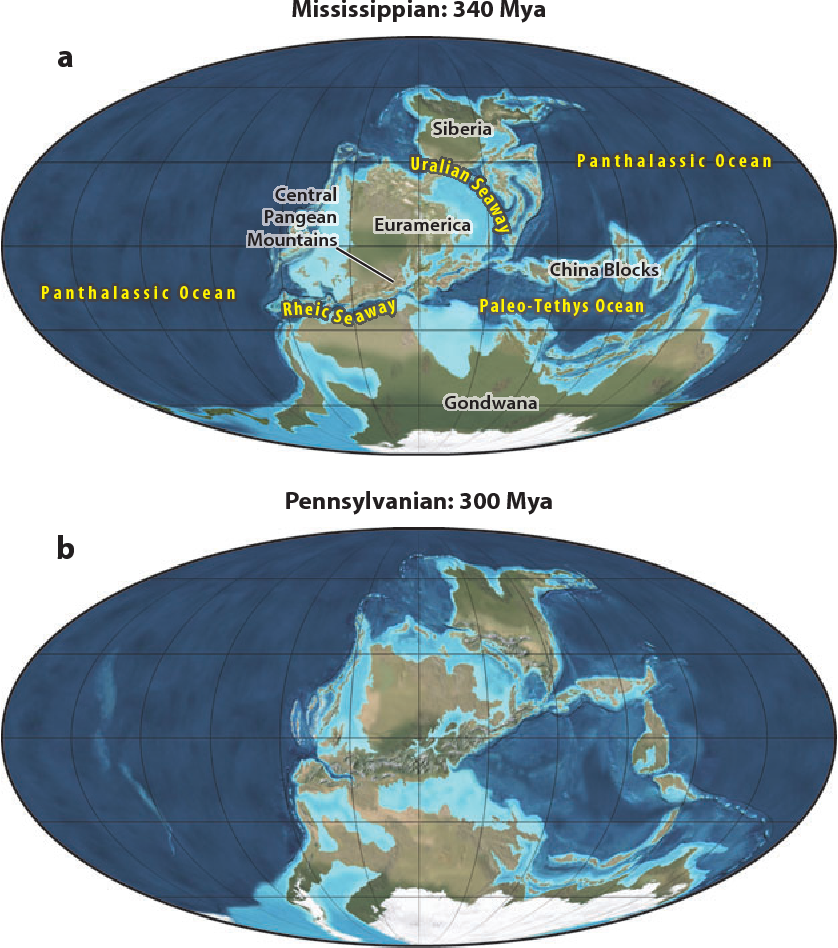 Mississippian: 340 Mya
a
Siberia
Panthalassic Ocean
Uralian Seaway
Central
Pangean
Mountains
Euramerica
China Blocks
Panthalassic Ocean
Rheic Seaway
Paleo-Tethys Ocean
Gondwana
Pennsylvanian: 300 Mya
b